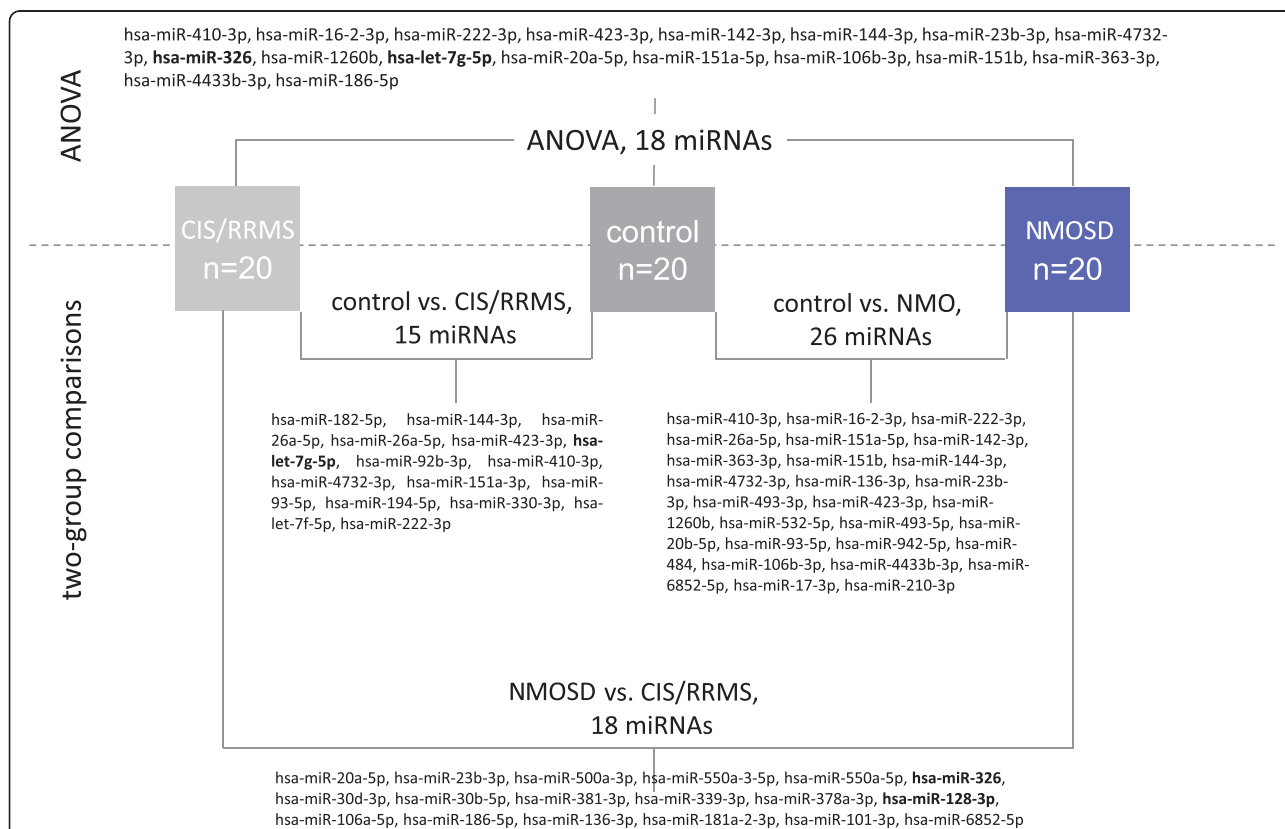 hsa-miR-410-3p, hsa-miR-16-2-3p, hsa-miR-222-3p, hsa-miR-423-3p, hsa-miR-142-3p, hsa-miR-144-3p, hsa-miR-23b-3p, hsa-miR-4732-
3p, hsa-miR-326, hsa-miR-1260b, hsa-let-7g-5p, hsa-miR-20a-5p, hsa-miR-151a-5p, hsa-miR-106b-3p, hsa-miR-151b, hsa-miR-363-3p,
hsa-miR-4433b-3p, hsa-miR-186-5p
ANOVA
ANOVA, 18 miRNAs
CIS/RRMS
n=20
control
n=20
NMOSD
n=20
two-group comparisons
control vs. CIS/RRMS,
15 miRNAs
control vs. NMO,
26 miRNAs
hsa-miR-182-5p, hsa-miR-144-3p, hsa-miR-
26a-5p, hsa-miR-26a-5p, hsa-miR-423-3p, hsa-
let-7g-5p, hsa-miR-92b-3p, hsa-miR-410-3p,
hsa-miR-4732-3p, hsa-miR-151a-3p, hsa-miR-
93-5p, hsa-miR-194-5p, hsa-miR-330-3p, hsa-
let-7f-5p, hsa-miR-222-3p
hsa-miR-410-3p, hsa-miR-16-2-3p, hsa-miR-222-3p,
hsa-miR-26a-5p, hsa-miR-151a-5p, hsa-miR-142-3p,
hsa-miR-363-3p, hsa-miR-151b, hsa-miR-144-3p,
hsa-miR-4732-3p, hsa-miR-136-3p, hsa-miR-23b-
3p, hsa-miR-493-3p, hsa-miR-423-3p, hsa-miR-
1260b, hsa-miR-532-5p, hsa-miR-493-5p, hsa-miR-
20b-5p, hsa-miR-93-5p, hsa-miR-942-5p, hsa-miR-
484, hsa-miR-106b-3p, hsa-miR-4433b-3p, hsa-miR-
6852-5p, hsa-miR-17-3p, hsa-miR-210-3p
NMOSD vs. CIS/RRMS,
18 miRNAs
hsa-miR-20a-5p, hsa-miR-23b-3p, hsa-miR-500a-3p, hsa-miR-550a-3-5p, hsa-miR-550a-5p, hsa-miR-326,
hsa-miR-30d-3p, hsa-miR-30b-5p, hsa-miR-381-3p, hsa-miR-339-3p, hsa-miR-378a-3p, hsa-miR-128-3p,
hsa-miR-106a-5p, hsa-miR-186-5p, hsa-miR-136-3p, hsa-miR-181a-2-3p, hsa-miR-101-3p, hsa-miR-6852-5p